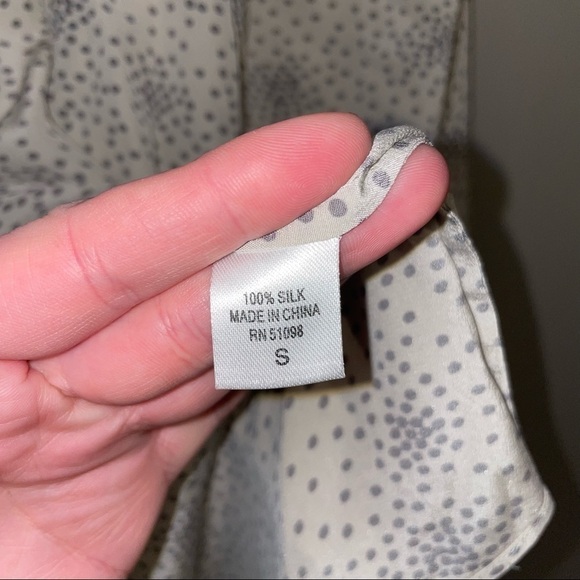 100% SILK
MADE IN CHINA
RN 51098
S